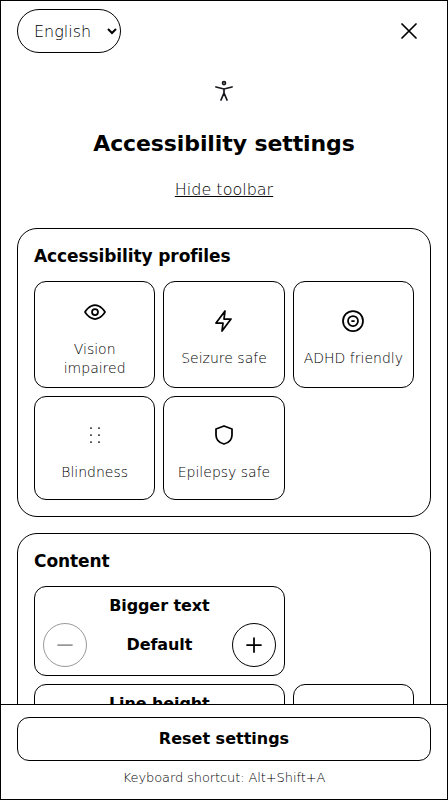 English
Accessibility settings
Hide toolbar
Accessibility profiles
Vision
impaired
Seizure safe
ADHD friendly
Blindness
Epilepsy safe
Content
Bigger text
Default
Line height
Reset settings
Keyboard shortcut: Alt+Shift+A